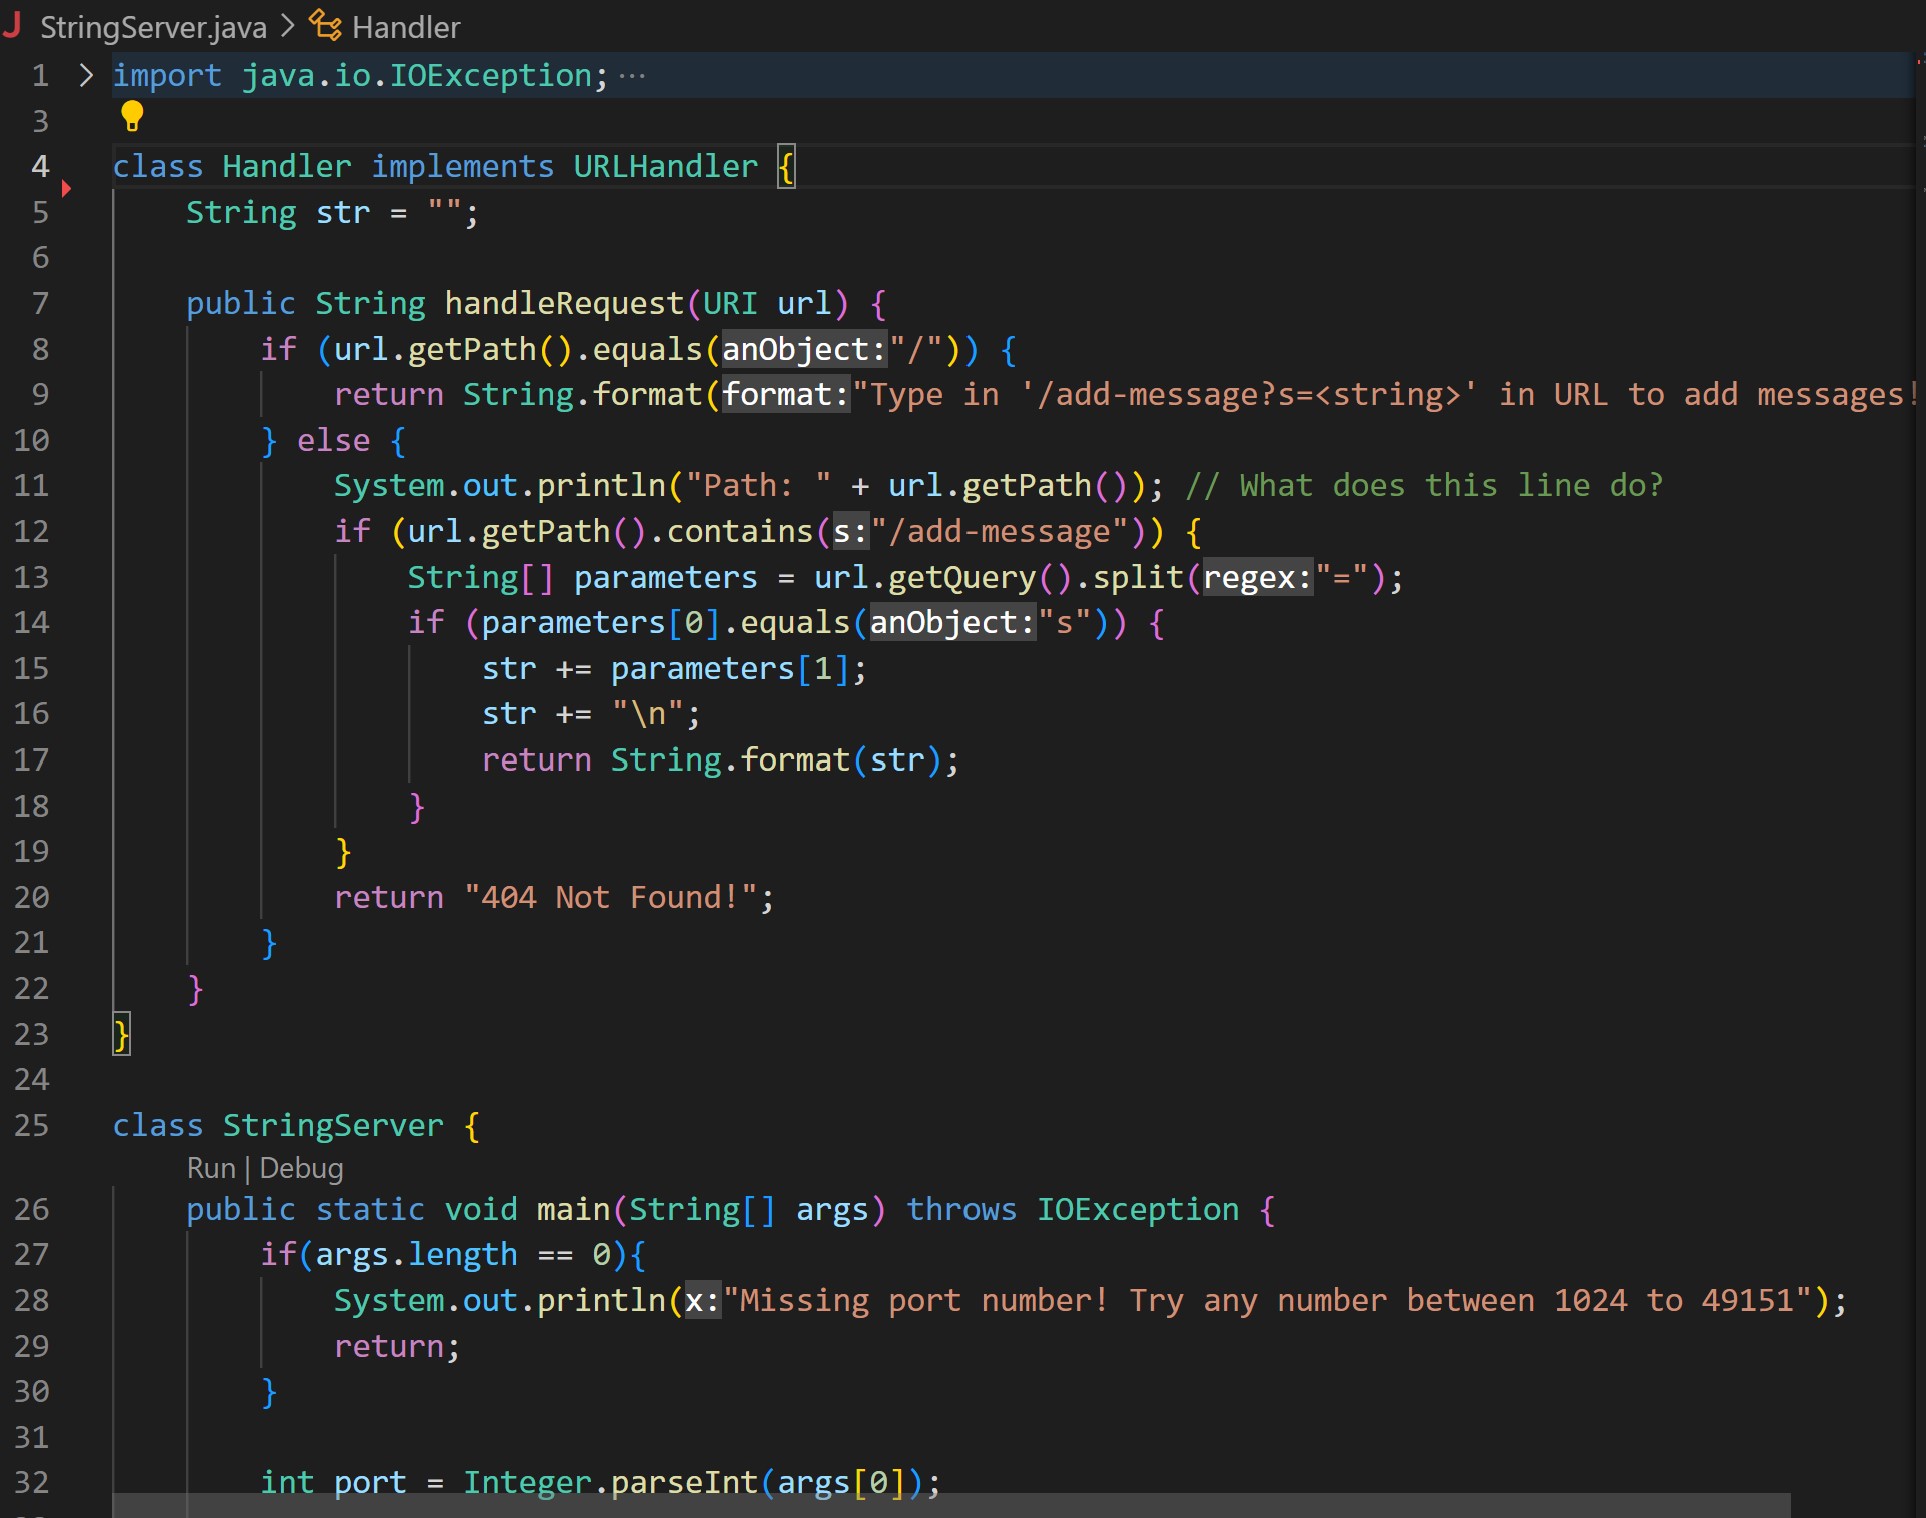 StringServer.java > Handler
1 > import java.io.IOException; ···
3
4 class Handler implements URLHandler {
5     String str = "";
6
7     public String handleRequest(URI url) {
8         if (url.getPath().equals(anObject:"/")) {
9             return String.format(format:"Type in '/add-message?s=<string>' in URL to add messages!
10         } else {
11             System.out.println("Path: " + url.getPath()); // What does this line do?
12             if (url.getPath().contains(s:"/add-message")) {
13                 String[] parameters = url.getQuery().split(regex:"=");
14                 if (parameters[0].equals(anObject:"s")) {
15                     str += parameters[1];
16                     str += "\n";
17                     return String.format(str);
18                 }
19             }
20             return "404 Not Found!";
21         }
22     }
23 }
24
25 class StringServer {
Run | Debug
26     public static void main(String[] args) throws IOException {
27         if(args.length == 0){
28             System.out.println(x:"Missing port number! Try any number between 1024 to 49151");
29             return;
30         }
31
32         int port = Integer.parseInt(args[0]);